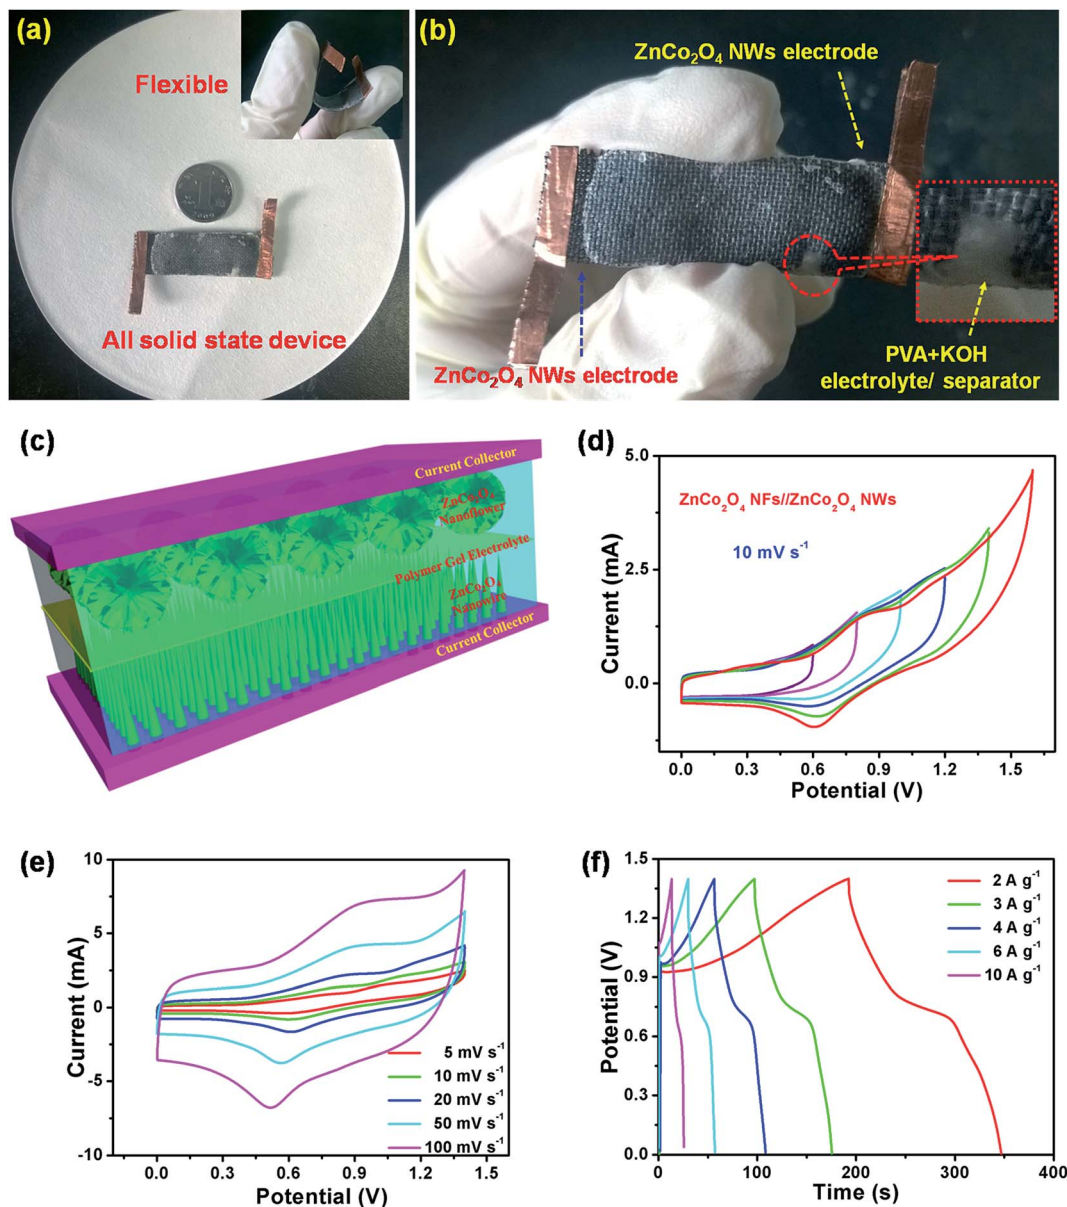 (a)
Flexible
All solid state device
(b)
ZnCo₂O₄ NWs electrode
ZnCo₂O₄ NWs electrode
PVA+KOH
electrolyte/ separator
(c)
Current Collector
ZnCo₂O₄
Nanoflower
Polymer Gel Electrolyte
ZnCo₂O₄
Nanowire
Current Collector
(d)
ZnCo₂O₄ NFs//ZnCo₂O₄ NWs
10 mV s⁻¹
Current (mA)
5.0
2.5
0.0
0.0 0.3 0.6 0.9 1.2 1.5
Potential (V)
(e)
Current (mA)
10
5
0
-5
-10
5 mV s⁻¹
10 mV s⁻¹
20 mV s⁻¹
50 mV s⁻¹
100 mV s⁻¹
0.0 0.3 0.6 0.9 1.2 1.5
Potential (V)
(f)
Potential (V)
1.5
1.2
0.9
0.6
0.3
0.0
2 A g⁻¹
3 A g⁻¹
4 A g⁻¹
6 A g⁻¹
10 A g⁻¹
0 100 200 300 400
Time (s)